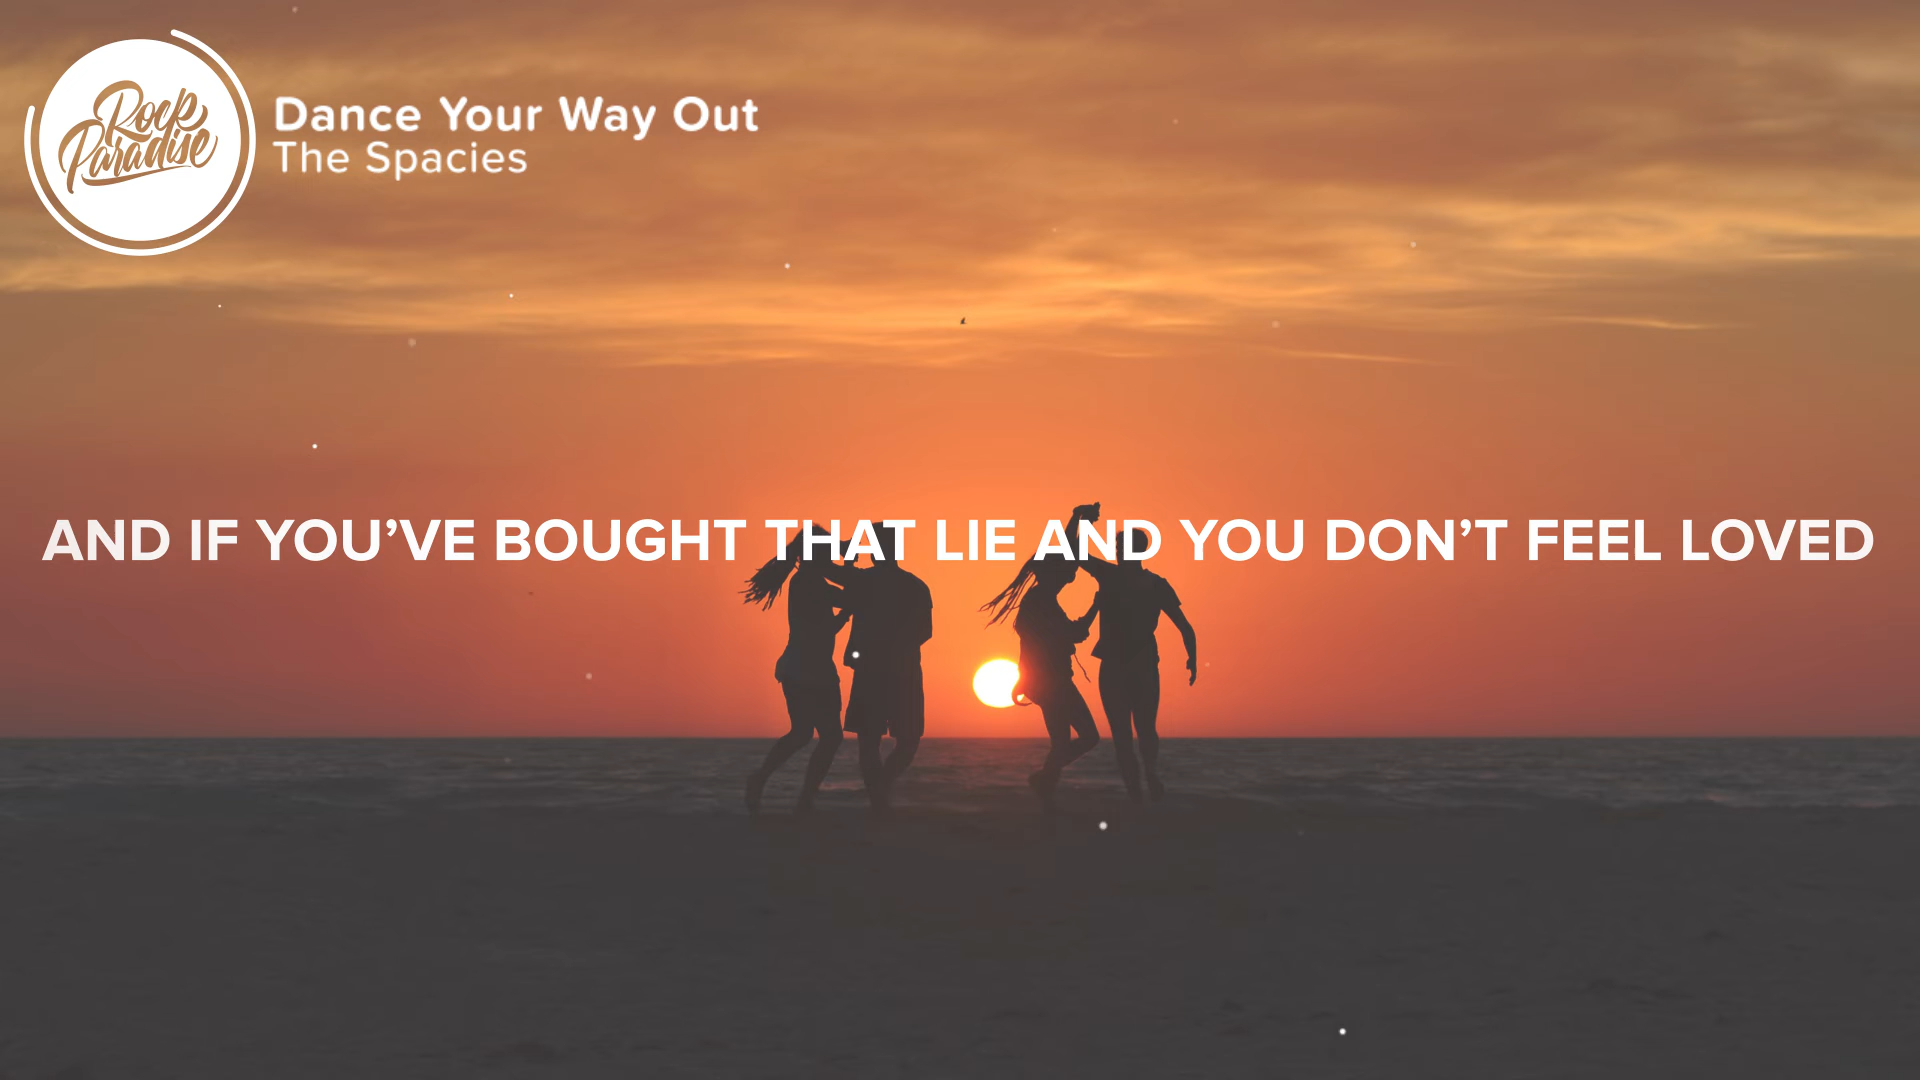 Rock
Paradise
Dance Your Way Out
The Spacies
AND IF YOU’VE BOUGHT THAT LIE AND YOU DON’T FEEL LOVED